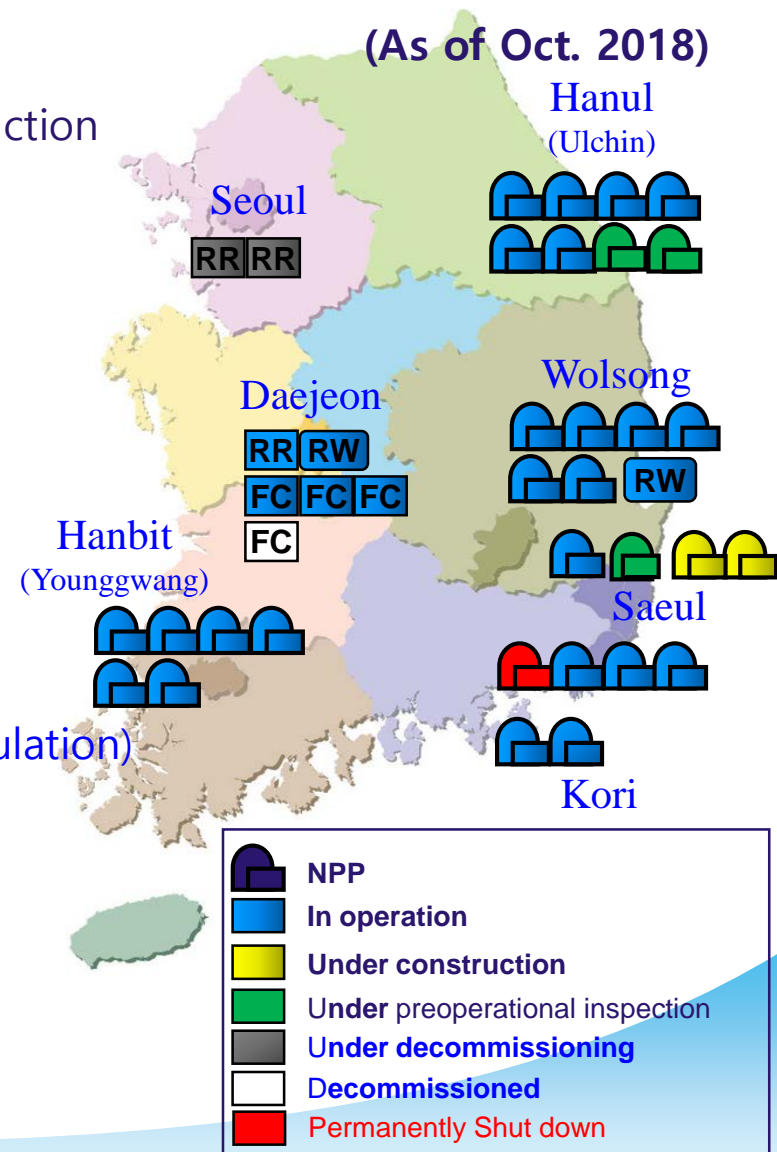 (As of Oct. 2018)
Hanul
(Ulchin)
ction
Seoul
RR RR
Wolsong
Daejeon
RR RW
FC FC FC
RW
FC
Hanbit
(Younggwang)
Saeul
ulation)
Kori
NPP
In operation
Under construction
Under preoperational inspection
Under decommissioning
Decommissioned
Permanently Shut down